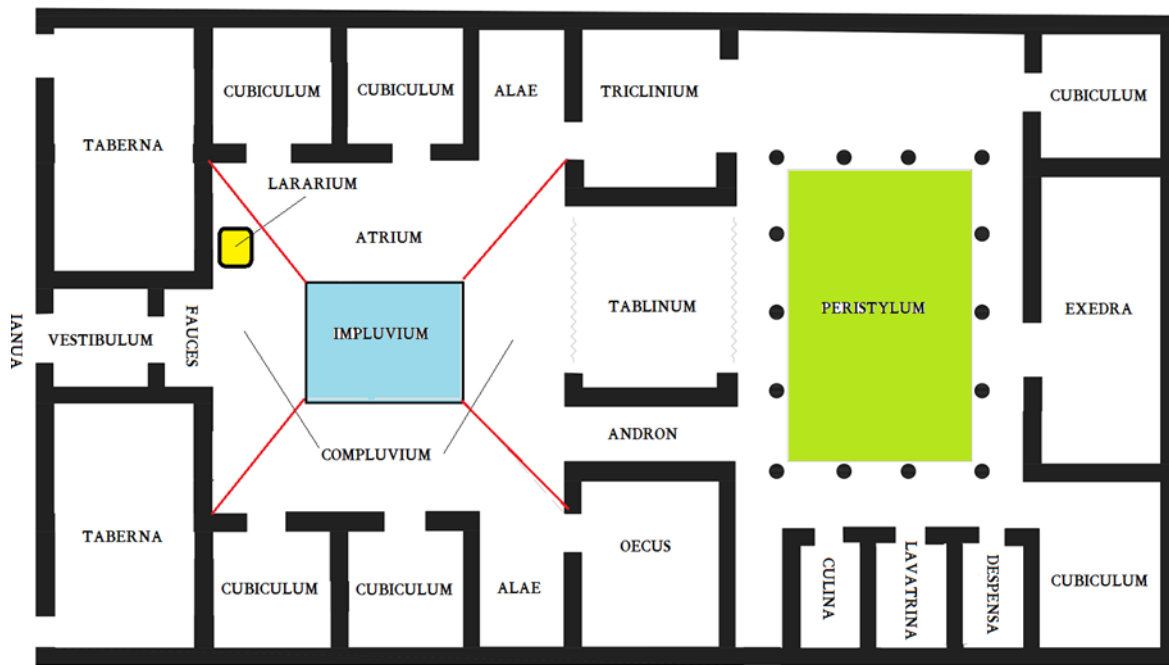 CUBICULUM
CUBICULUM
ALAE
TRICLINIUM
CUBICULUM
TABERNA
LARARIUM
ATRIUM
IANUA
VESTIBULUM
FAUCES
IMPLUVIUM
TABLINUM
PERISTYLUM
EXEDRA
COMPLUVIUM
ANDRON
TABERNA
CUBICULUM
CUBICULUM
ALAE
OECUS
CULINA
LAVATRINA
DESPENSA
CUBICULUM